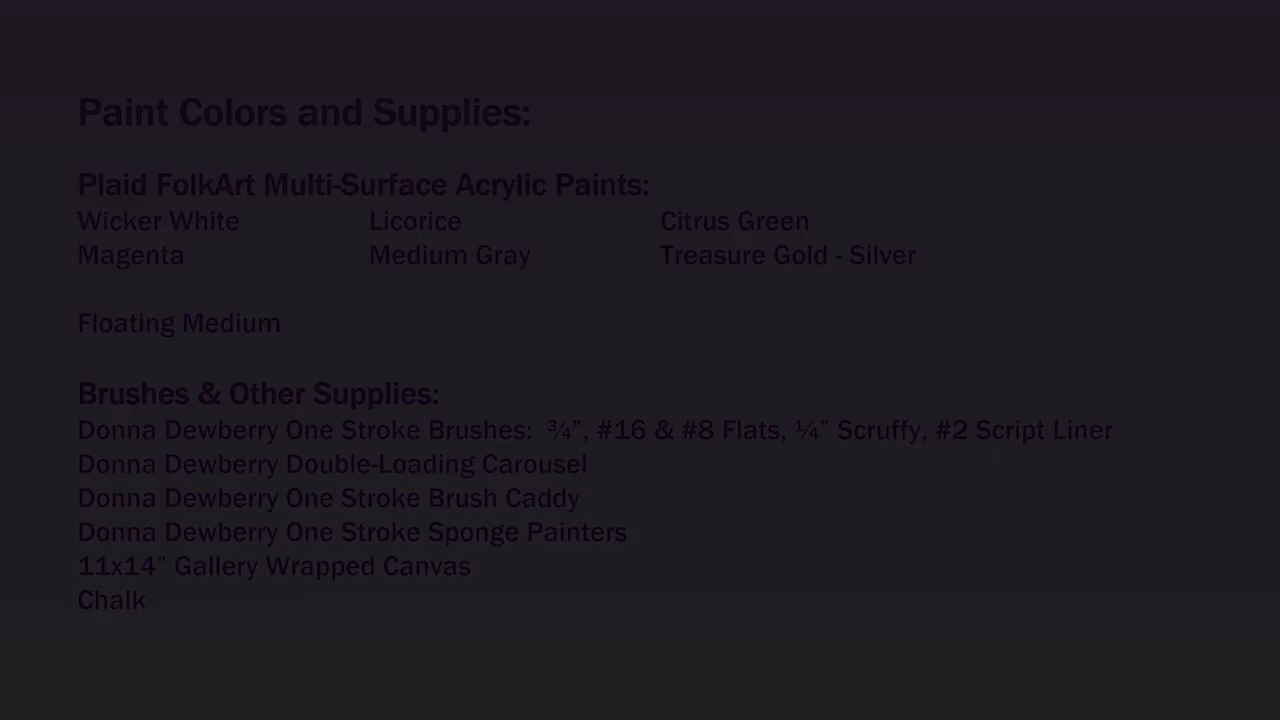 Paint Colors and Supplies:
Plaid FolkArt Multi-Surface Acrylic Paints:
Wicker White Licorice Citrus Green
Magenta Medium Gray Treasure Gold - Silver
Floating Medium
Brushes & Other Supplies:
Donna Dewberry One Stroke Brushes: ¾”, #16 & #8 Flats, ¼” Scruffy, #2 Script Liner
Donna Dewberry Double-Loading Carousel
Donna Dewberry One Stroke Brush Caddy
Donna Dewberry One Stroke Sponge Painters
11x14” Gallery Wrapped Canvas
Chalk